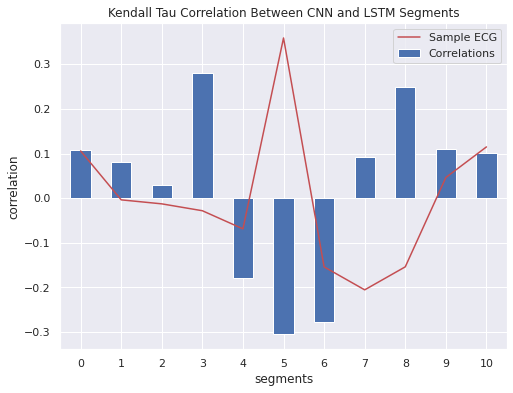 Kendall Tau Correlation Between CNN and LSTM Segments
Sample ECG
Correlations
correlation
0.3
0.2
0.1
0.0
−0.1
−0.2
−0.3
0 1 2 3 4 5 6 7 8 9 10
segments